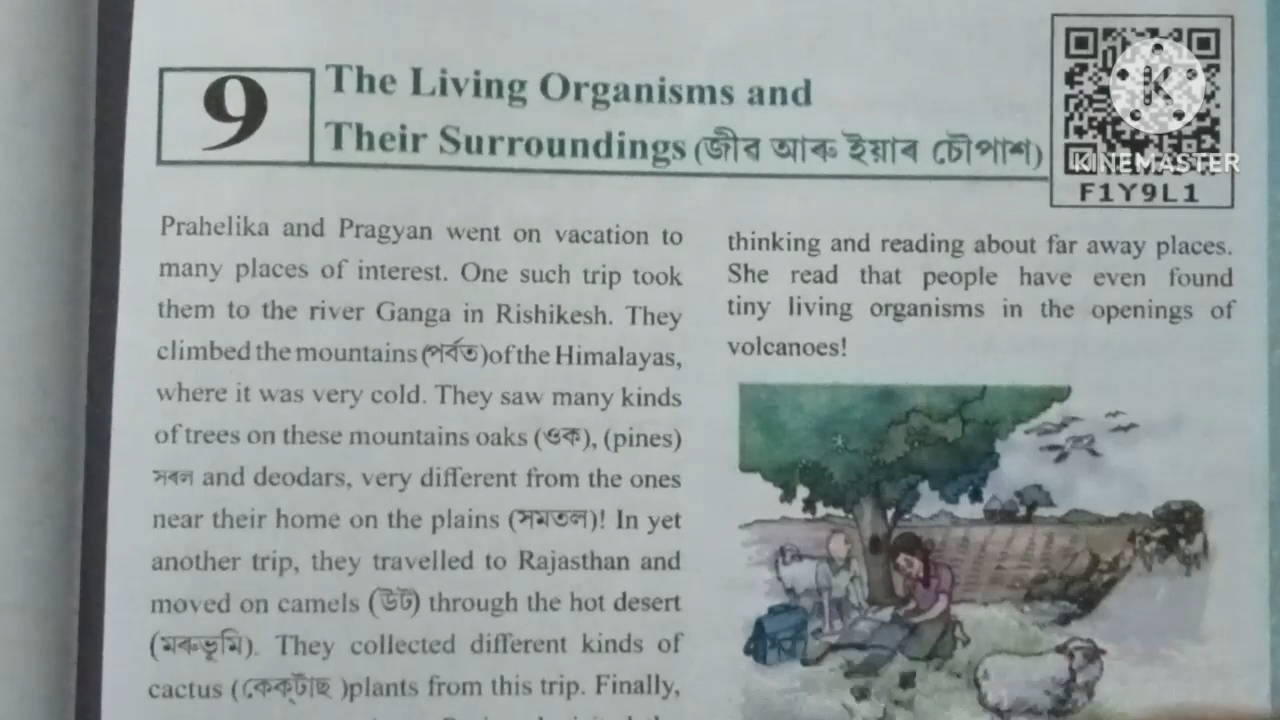 9
The Living Organisms and
Their Surroundings (জীৱ আৰু ইয়াৰ চৌপাশ)
KINEMASTER
F1Y9L1
Prahelika and Pragyan went on vacation to
many places of interest. One such trip took
them to the river Ganga in Rishikesh. They
climbed the mountains (পৰ্বত) of the Himalayas,
where it was very cold. They saw many kinds
of trees on these mountains oaks (ওক), (pines)
সৰল and deodars, very different from the ones
near their home on the plains (সমতল)! In yet
another trip, they travelled to Rajasthan and
moved on camels (উট) through the hot desert
(মৰুভূমি). They collected different kinds of
cactus (কেক্টাছ )plants from this trip. Finally,
thinking and reading about far away places.
She read that people have even found
tiny living organisms in the openings of
volcanoes!